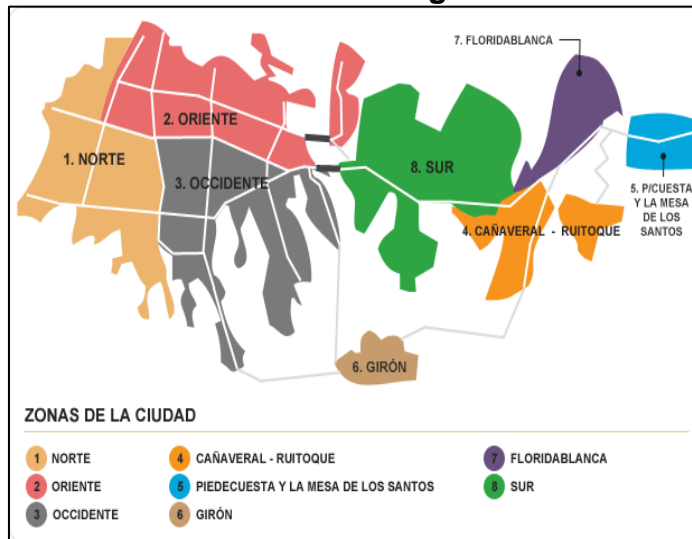 7. FLORIDABLANCA
2. ORIENTE
1. NORTE
3. OCCIDENTE
8. SUR
5. P/CUESTA
Y LA MESA
DE LOS
SANTOS
4. CAÑAVERAL - RUITOQUE
6. GIRÓN
ZONAS DE LA CIUDAD
1 NORTE
4 CAÑAVERAL - RUITOQUE
7 FLORIDABLANCA
2 ORIENTE
5 PIEDECUESTA Y LA MESA DE LOS SANTOS
8 SUR
3 OCCIDENTE
6 GIRÓN